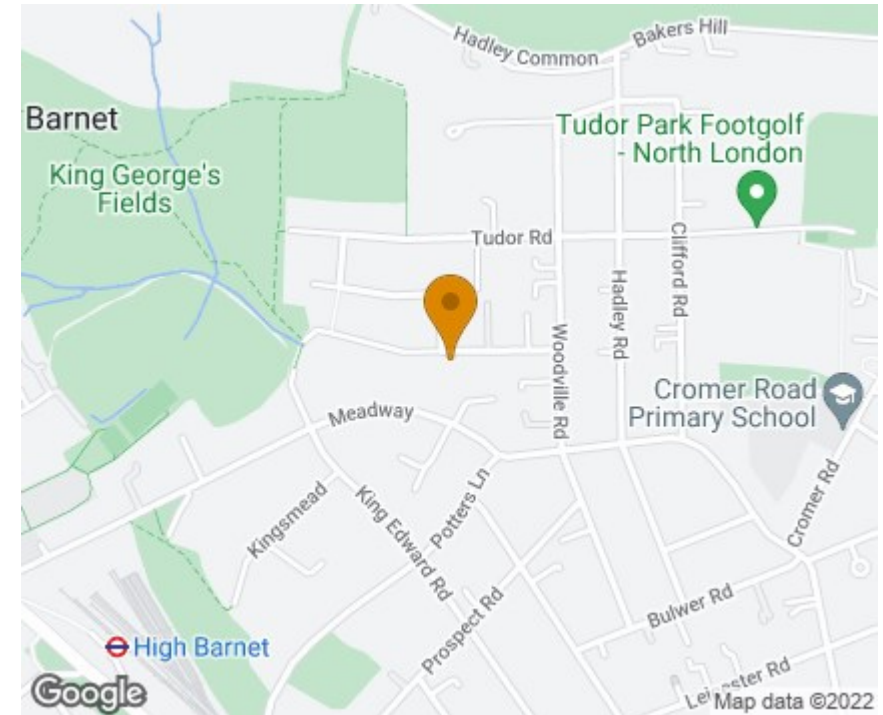 Hadley Common
Bakers Hill
Barnet
Tudor Park Footgolf
- North London
King George's
Fields
Tudor Rd
Clifford Rd
Hadley Rd
Woodville Rd
Cromer Road
Primary School
Meadway
Potters Ln
Cromer Rd
Kingsmead
King Edward Rd
Bulwer Rd
Prospect Rd
High Barnet
Rd
Google
Map data ©2022